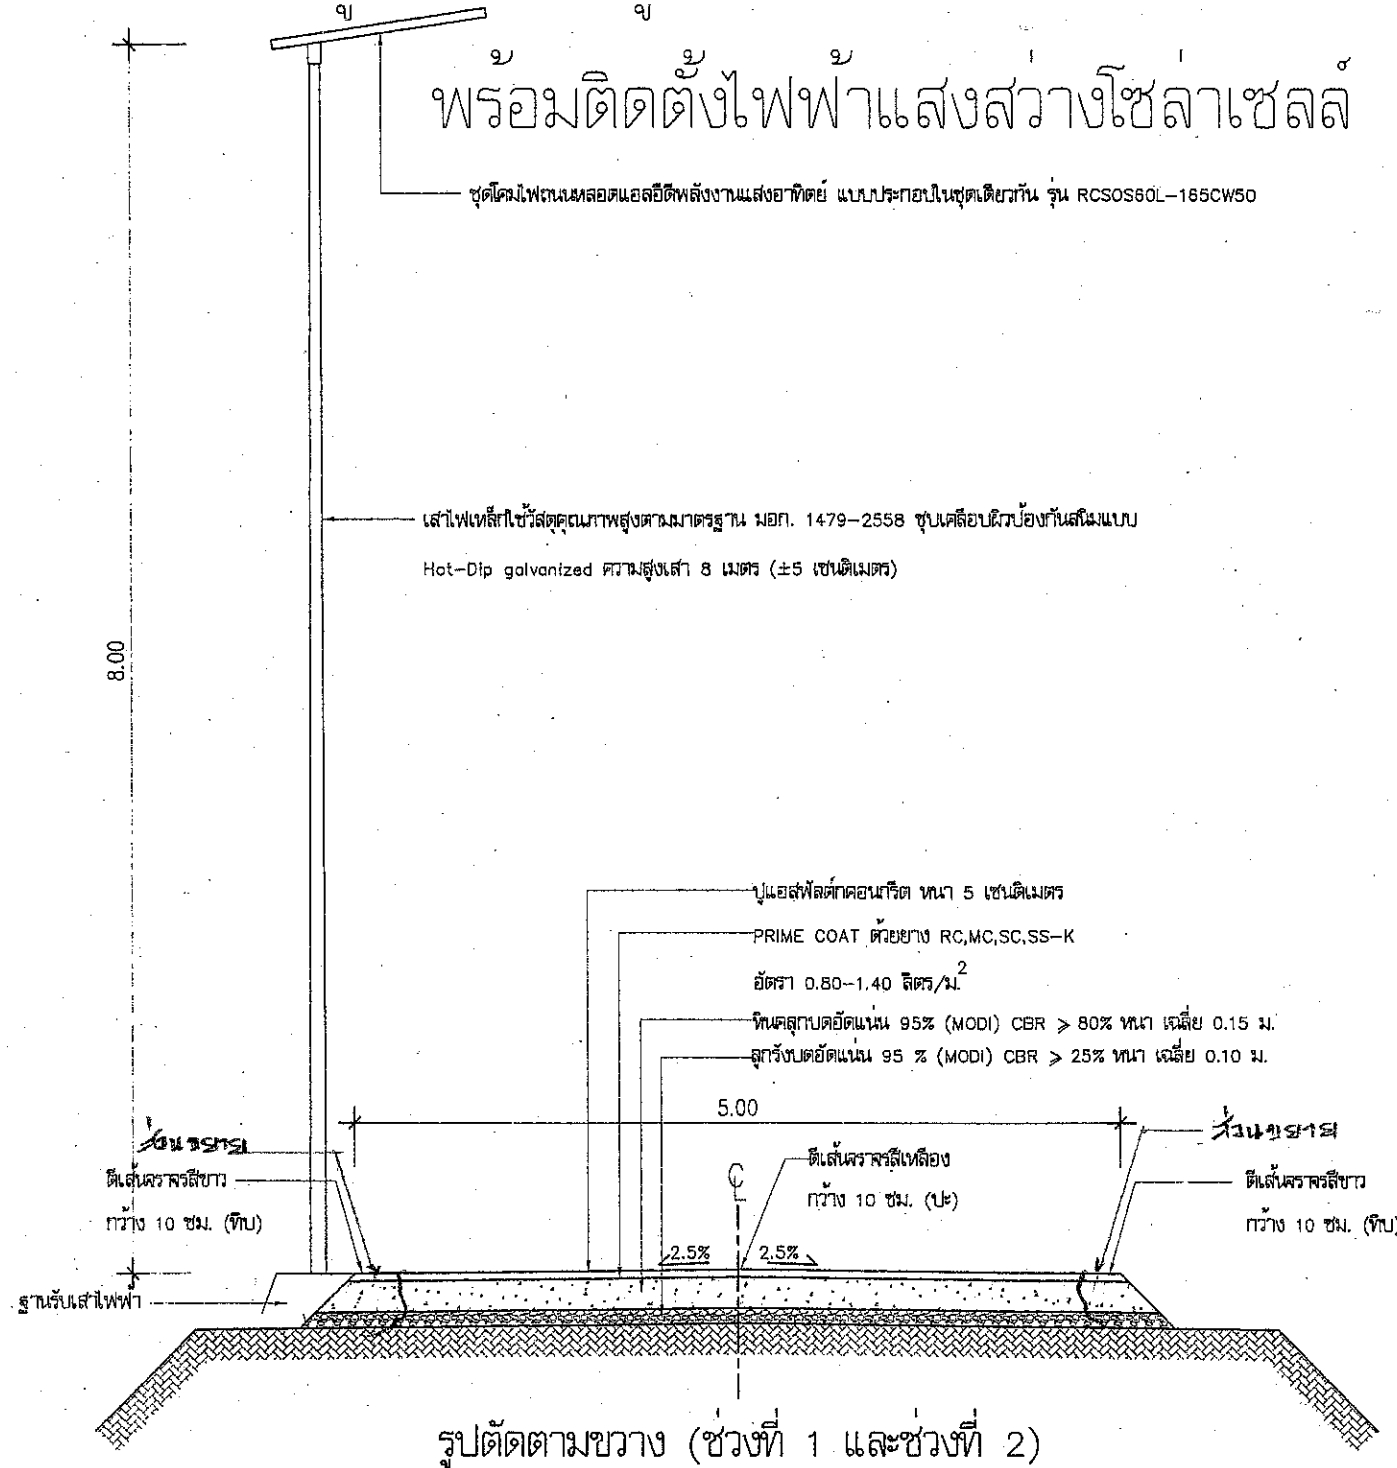 พร้อมติดตั้งไฟฟ้าแสงสว่างโซล่าเซลล์
ชุดโคมไฟถนนหลอดแอลอีดีพลังงานแสงอาทิตย์ แบบประกอบในชุดเดียวกัน รุ่น RCSOS60L-165CW50
เสาไฟเหล็กใช้วัสดุคุณภาพสูงตามมาตรฐาน มอก. 1479-2558 ชุบเคลือบผิวป้องกันสนิมแบบ
Hot-Dip galvanized ความสูงเสา 8 เมตร (±5 เซนติเมตร)
8.00
ปูแอสฟัลต์กคอนกรีต หนา 5 เซนติเมตร
PRIME COAT ด้วยยาง RC,MC,SC,SS-K
อัตรา 0.80-1.40 ลิตร/ม.²
หินคลุกบดอัดแน่น 95% (MODI) CBR ⩾ 80% หนา เฉลี่ย 0.15 ม.
ลูกรังบดอัดแน่น 95 % (MODI) CBR ⩾ 25% หนา เฉลี่ย 0.10 ม.
5.00
ส่วนขยาย
ส่วนขยาย
ตีเส้นจราจรสีขาว
กว้าง 10 ซม. (ทึบ)
ตีเส้นจราจรสีเหลือง
กว้าง 10 ซม. (ปะ)
ตีเส้นจราจรสีขาว
กว้าง 10 ซม. (ทึบ)
2.5% 2.5%
ฐานรับเสาไฟฟ้า
รูปตัดตามขวาง (ช่วงที่ 1 และช่วงที่ 2)